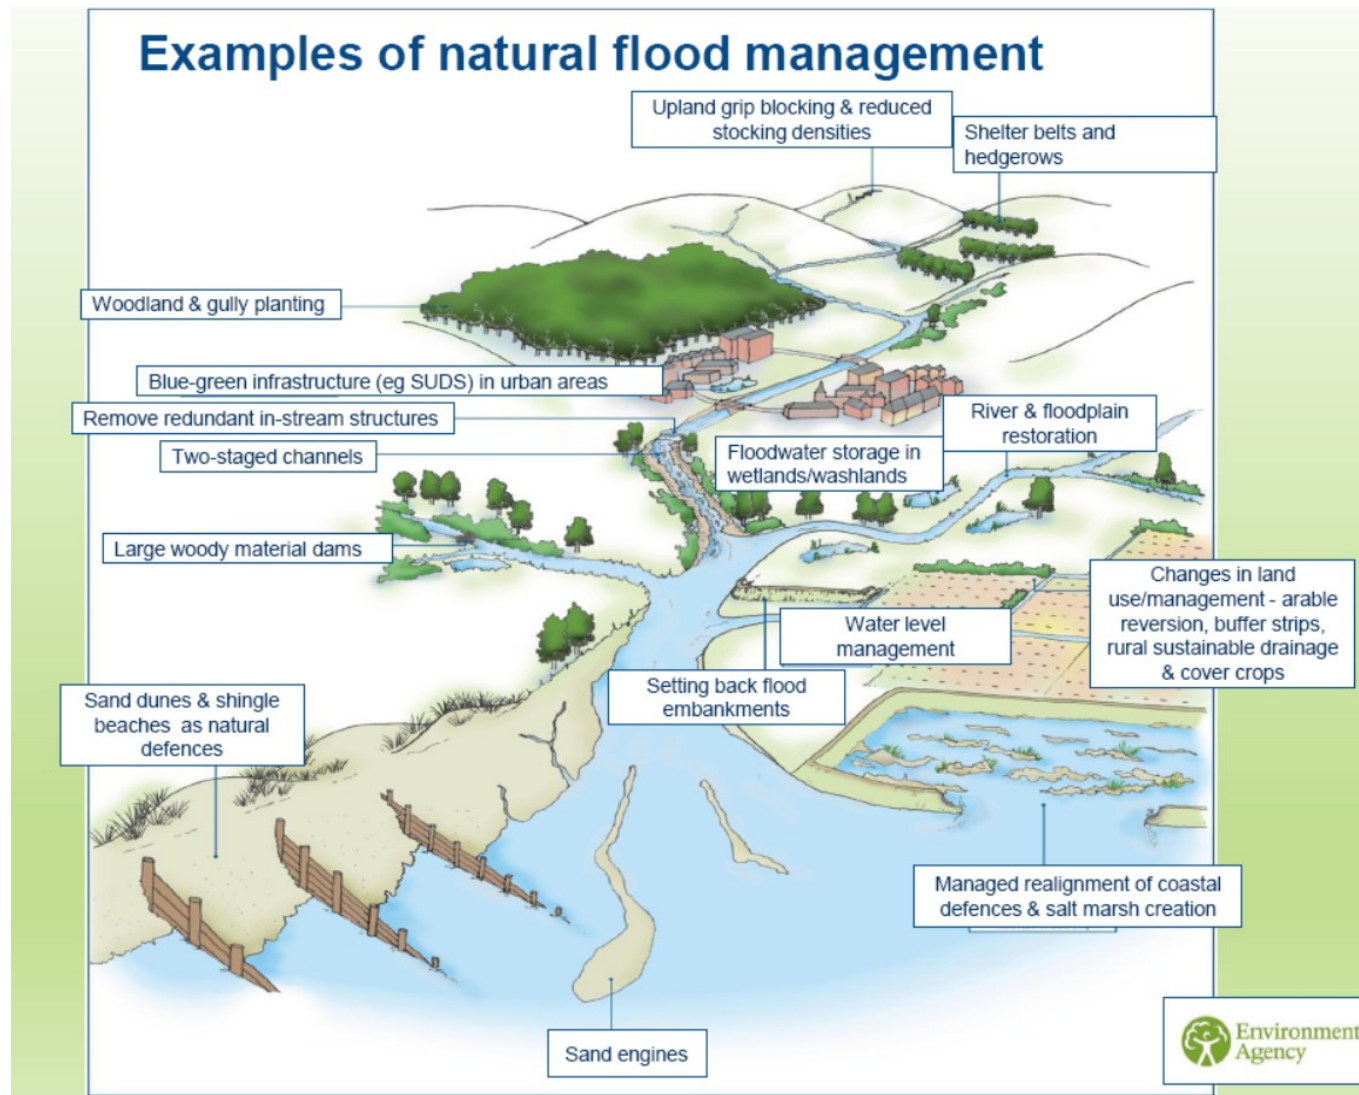 Examples of natural flood management
Upland grip blocking & reduced
stocking densities
Shelter belts and
hedgerows
Woodland & gully planting
Blue-green infrastructure (eg SUDS) in urban areas
Remove redundant in-stream structures
Two-staged channels
River & floodplain
restoration
Floodwater storage in
wetlands/washlands
Large woody material dams
Changes in land
use/management - arable
reversion, buffer strips,
rural sustainable drainage
& cover crops
Water level
management
Setting back flood
embankments
Sand dunes & shingle
beaches as natural
defences
Managed realignment of coastal
defences & salt marsh creation
Sand engines
Environment
Agency